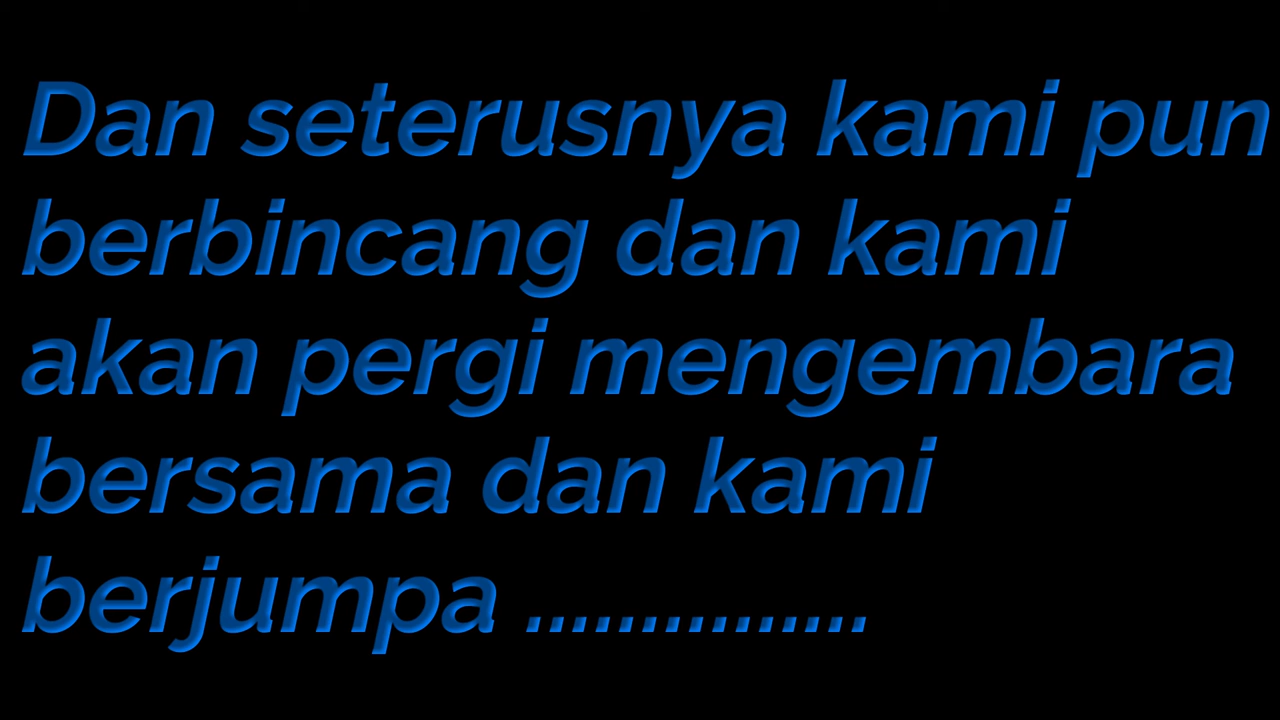 Dan seterusnya kami pun
berbincang dan kami
akan pergi mengembara
bersama dan kami
berjumpa ...............